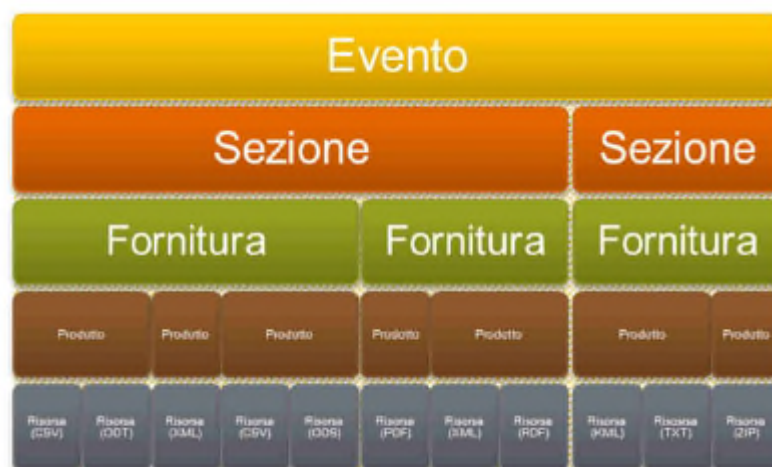 Evento
Sezione Sezione
Fornitura Fornitura Fornitura
Prodotto Prodotto Prodotto Prodotto Prodotto Prodotto Prodotto
Risorsa Risorsa Risorsa Risorsa Risorsa Risorsa Risorsa Risorsa Risorsa Risorsa Risorsa
(CSV) (ODT) (XML) (CSV) (ODS) (PDF) (XML) (RDF) (KML) (TXT) (ZIP)